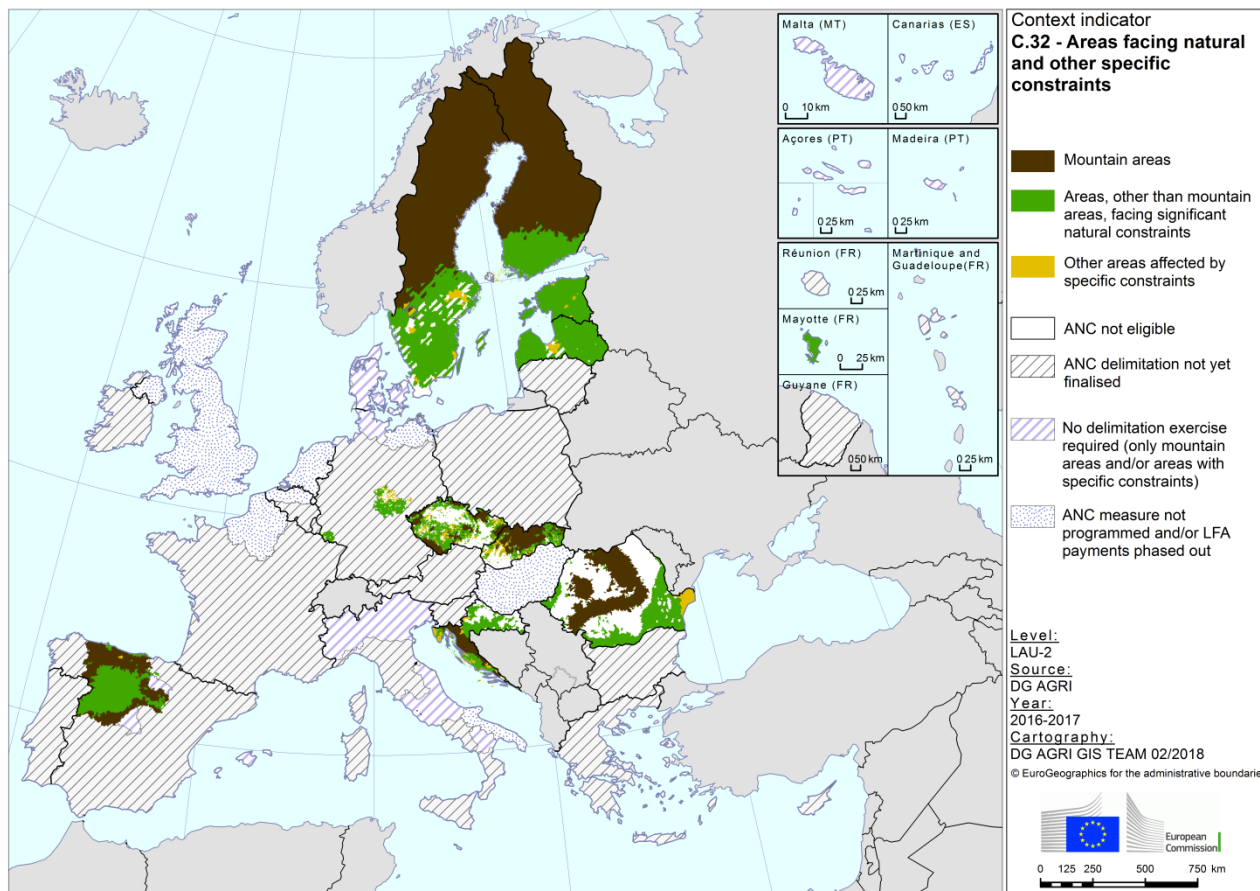 Malta (MT)
0 10 km
Canarias (ES)
0 50 km
Açores (PT)
0 25 km
Madeira (PT)
0 25 km
Réunion (FR)
0 25 km
Martinique and
Guadeloupe(FR)
0 25 km
Mayotte (FR)
0 25 km
Guyane (FR)
0 50 km
Context indicator
C.32 - Areas facing natural
and other specific
constraints
Mountain areas
Areas, other than mountain
areas, facing significant
natural constraints
Other areas affected by
specific constraints
ANC not eligible
ANC delimitation not yet
finalised
No delimitation exercise
required (only mountain
areas and/or areas with
specific constraints)
ANC measure not
programmed and/or LFA
payments phased out
Level:
LAU-2
Source:
DG AGRI
Year:
2016-2017
Cartography:
DG AGRI GIS TEAM 02/2018
© EuroGeographics for the administrative boundarie
European
Commission
0 125 250 500 750 km